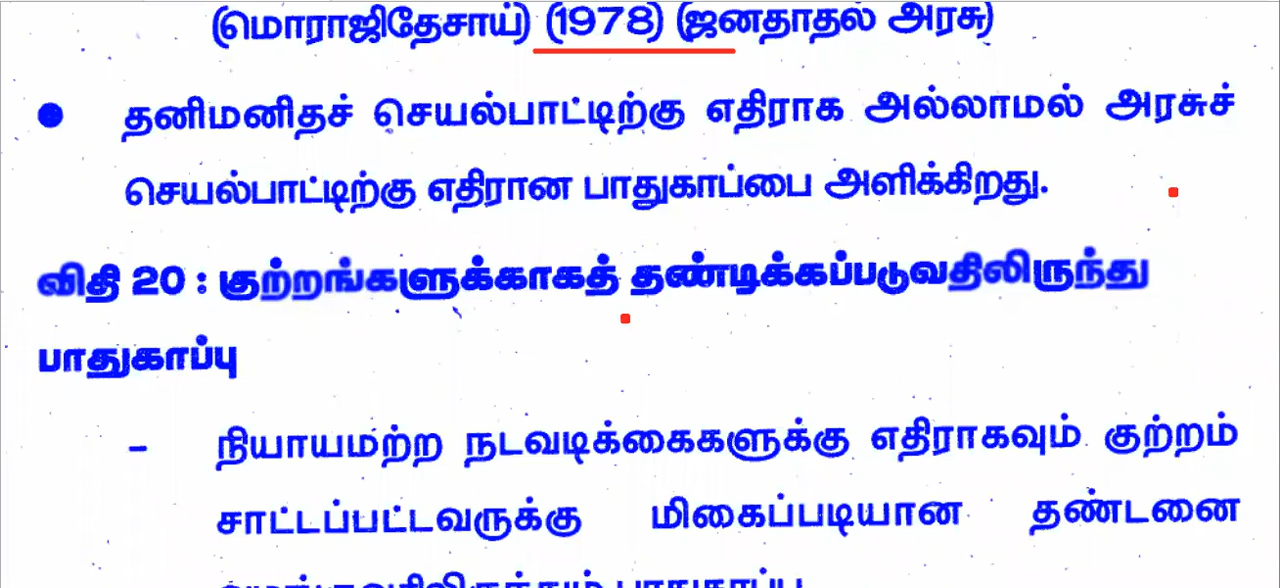 (மொராஜிதேசாய்) (1978) (ஜனதாதல் அரசு)
● தனிமனிதச் செயல்பாட்டிற்கு எதிராக அல்லாமல் அரசுச்
செயல்பாட்டிற்கு எதிரான பாதுகாப்பை அளிக்கிறது.
விதி 20 : குற்றங்களுக்காகத் தண்டிக்கப்படுவதிலிருந்து
பாதுகாப்பு
– நியாயமற்ற நடவடிக்கைகளுக்கு எதிராகவும் குற்றம்
சாட்டப்பட்டவருக்கு மிகைப்படியான தண்டனை